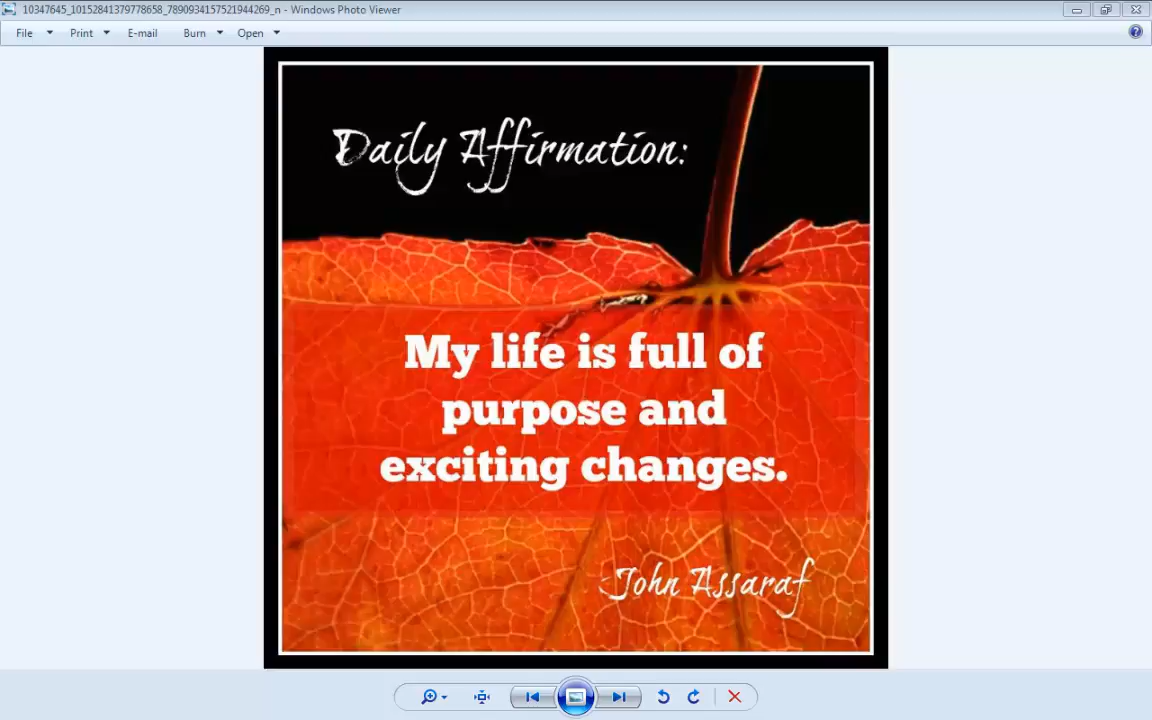 10347645_10152841379778658_7890934157521944269_n - Windows Photo Viewer
File Print E-mail Burn Open
Daily Affirmation:
My life is full of
purpose and
exciting changes.
-John Assaraf